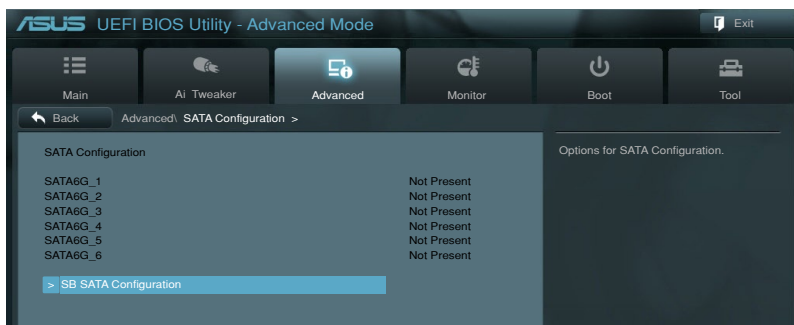 ASUS UEFI BIOS Utility - Advanced Mode Exit
Main Ai Tweaker Advanced Monitor Boot Tool
Back Advanced\ SATA Configuration >
SATA Configuration
Options for SATA Configuration.
SATA6G_1 Not Present
SATA6G_2 Not Present
SATA6G_3 Not Present
SATA6G_4 Not Present
SATA6G_5 Not Present
SATA6G_6 Not Present
> SB SATA Configuration